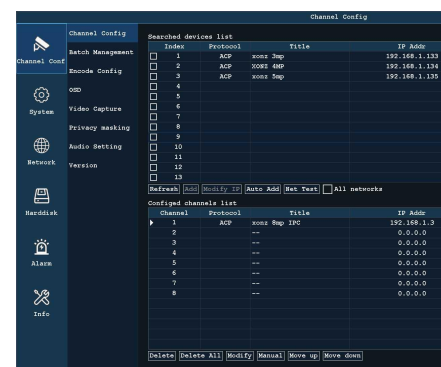 Channel Config
Channel Conf
System
Network
Harddisk
Alarm
Info
Channel Config
Batch Management
Encode Config
OSD
Video Capture
Privacy masking
Audio Setting
Version
Searched devices list
Index Protocol Title IP Addr
1 ACP xonz 3mp 192.168.1.133
2 ACP XONZ 4MP 192.168.1.134
3 ACP xonz 5mp 192.168.1.135
4
5
6
7
8
9
10
11
12
13
Refresh Add Modify IP Auto Add Net Test All networks
Configed channels list
Channel Protocol Title IP Addr
1 ACP xonz 8mp IPC 192.168.1.3
2 -- 0.0.0.0
3 -- 0.0.0.0
4 -- 0.0.0.0
5 -- 0.0.0.0
6 -- 0.0.0.0
7 -- 0.0.0.0
8 -- 0.0.0.0
Delete Delete All Modify Manual Move up Move down